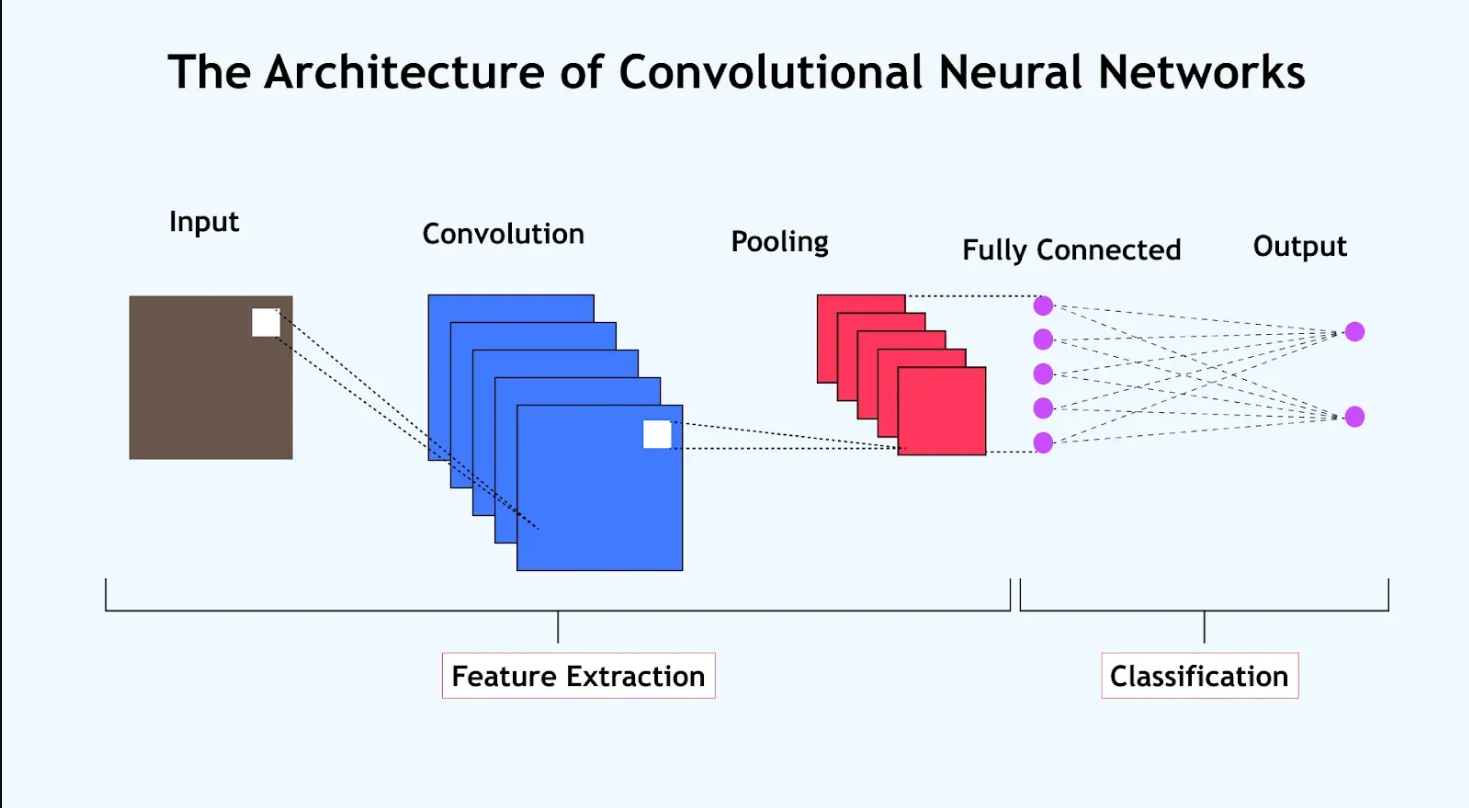 The Architecture of Convolutional Neural Networks
Input
Convolution
Pooling
Fully Connected
Output
Feature Extraction
Classification